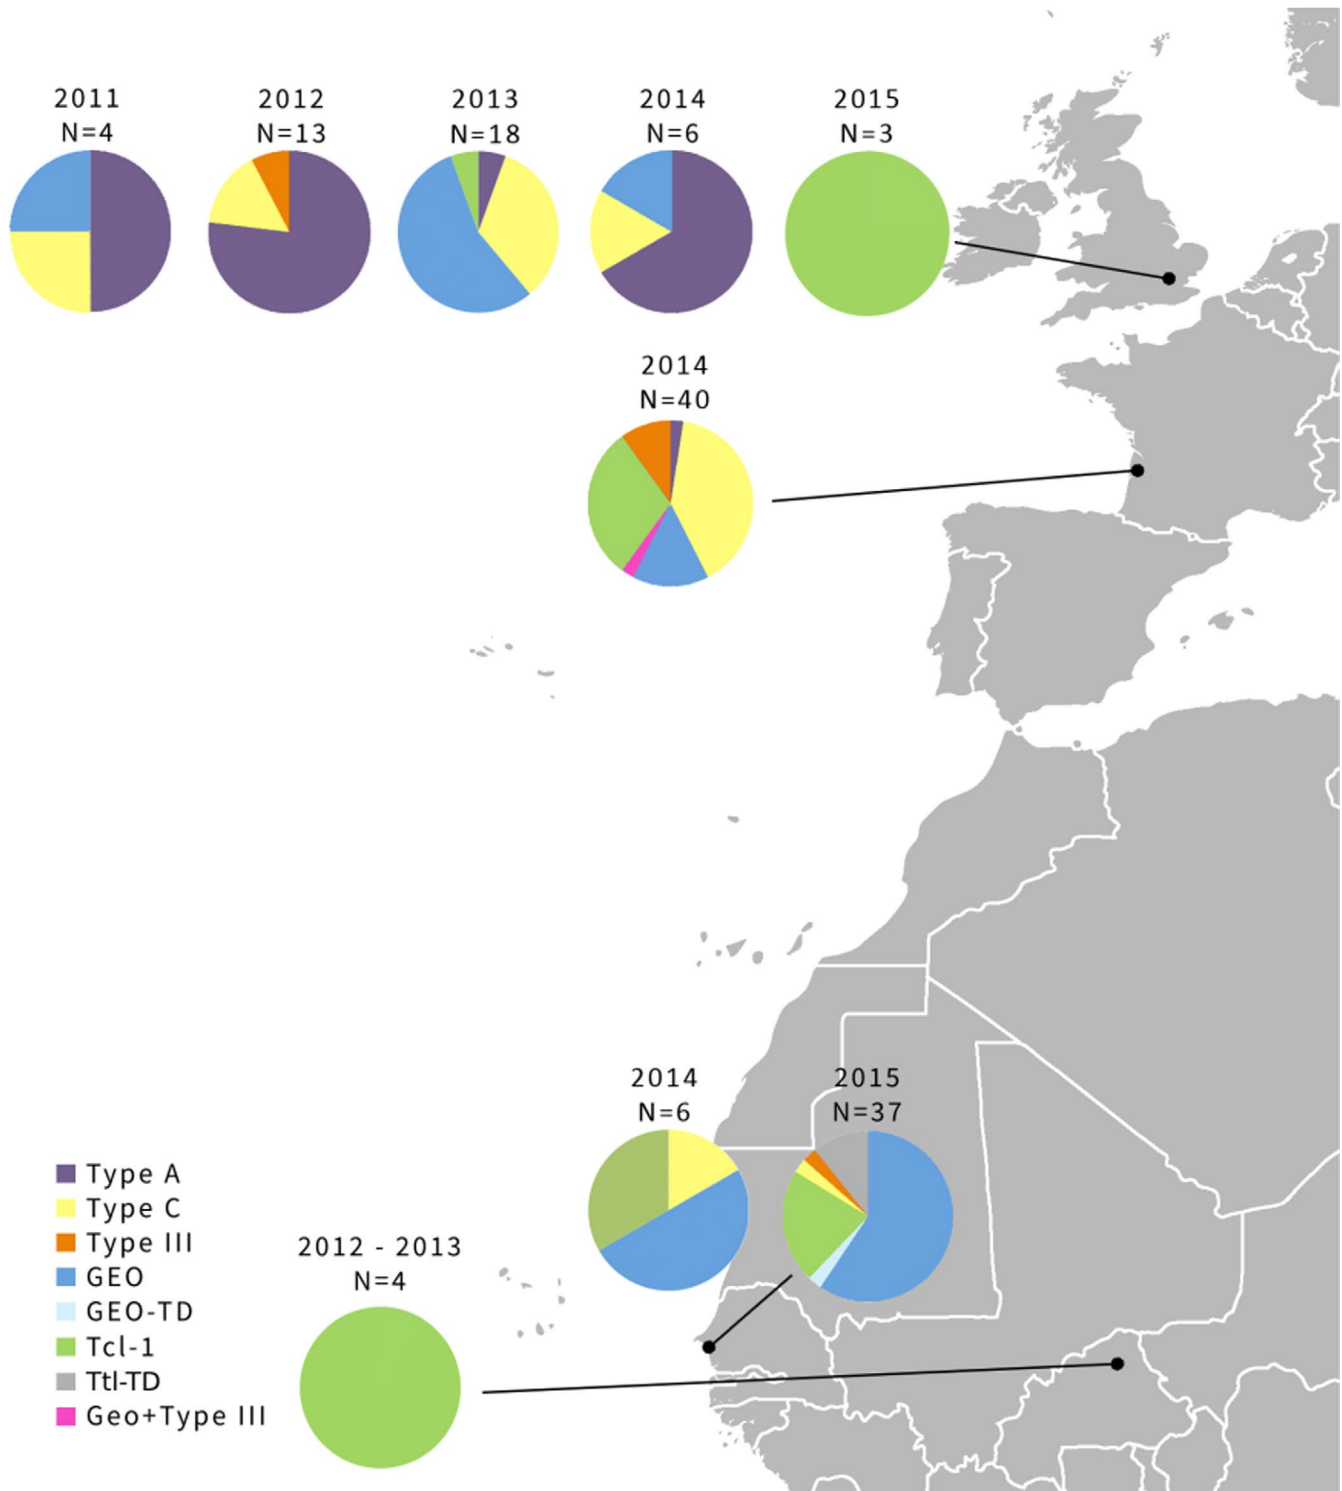 2011
N=4
2012
N=13
2013
N=18
2014
N=6
2015
N=3
2014
N=40
2014
N=6
2015
N=37
Type A
Type C
Type III
GEO
GEO-TD
Tcl-1
Ttl-TD
Geo+Type III
2012 - 2013
N=4